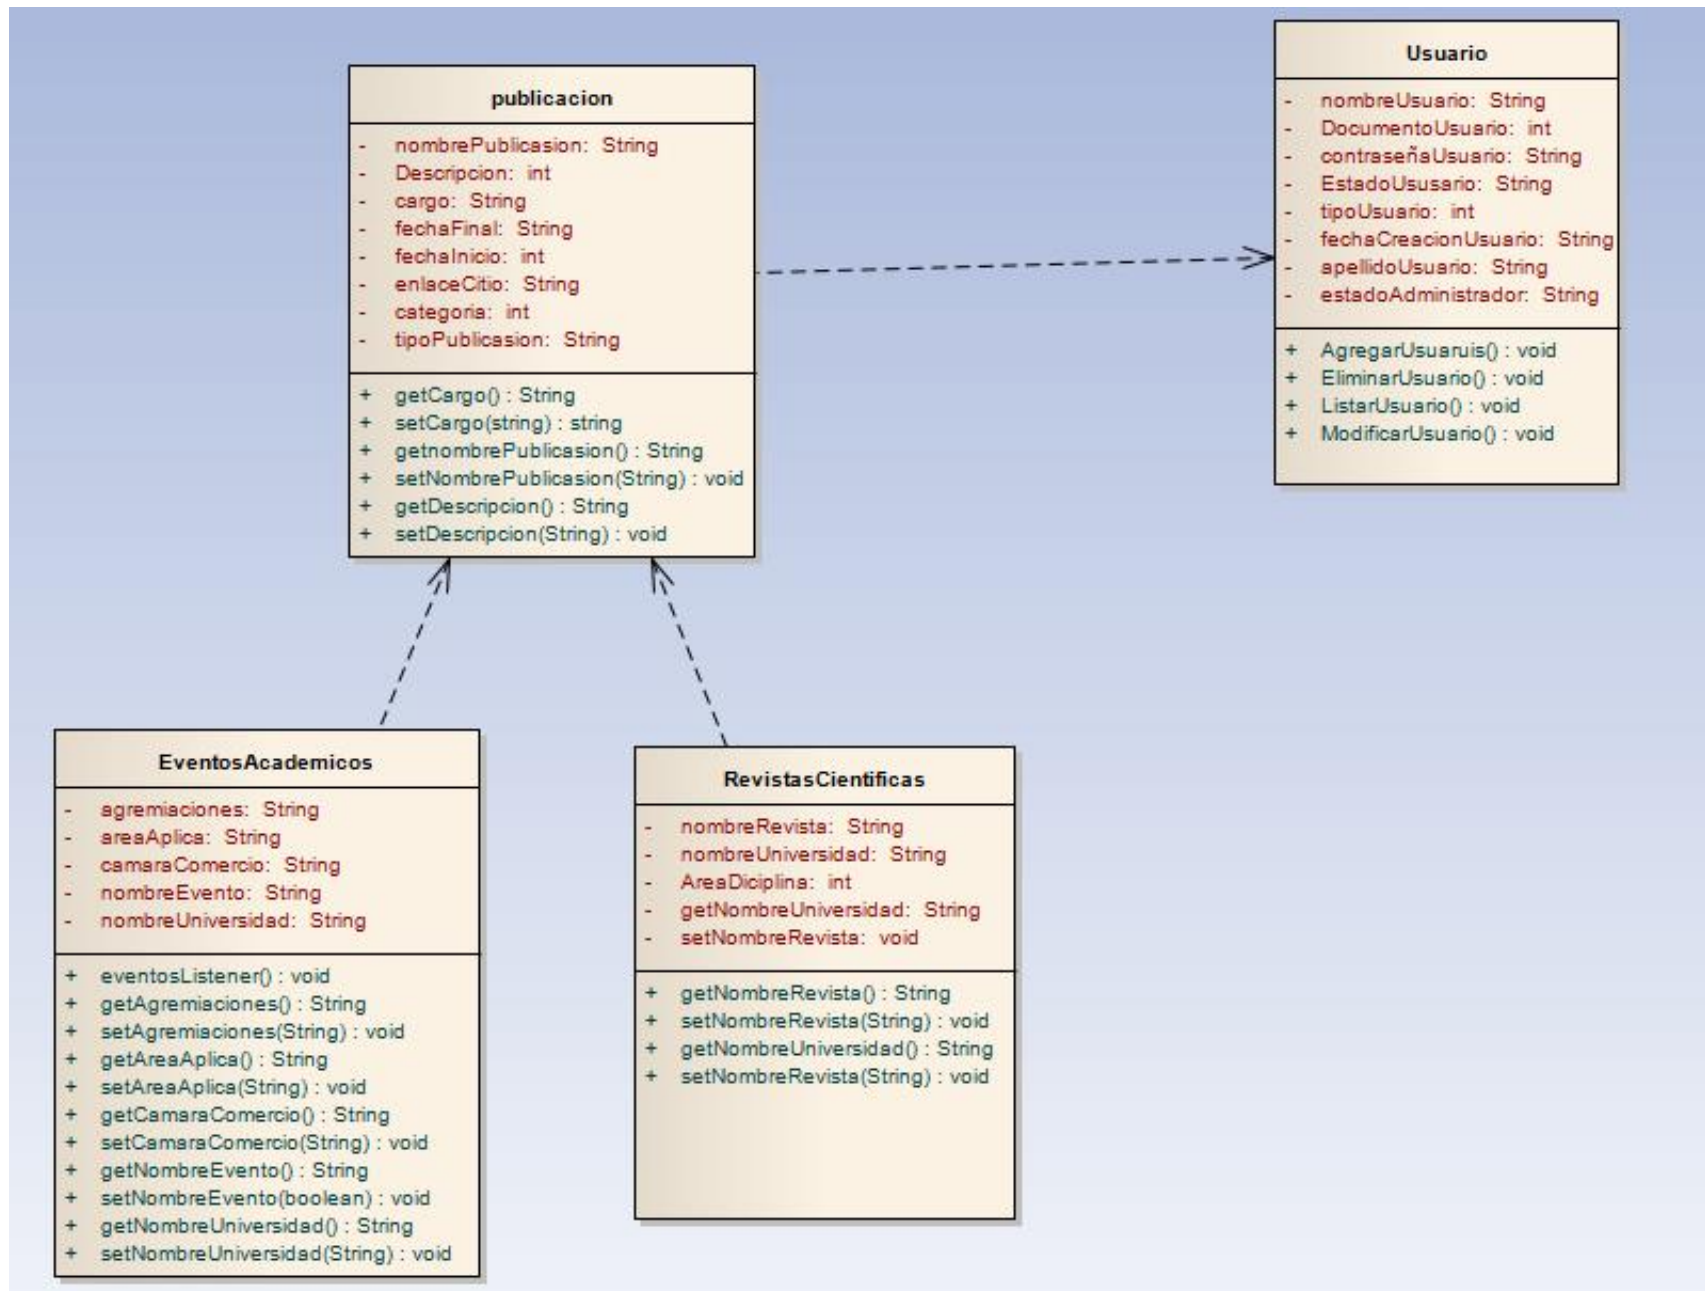 publicacion
- nombrePublicasion: String
- Descripcion: int
- cargo: String
- fechaFinal: String
- fechaInicio: int
- enlaceCitio: String
- categoria: int
- tipoPublicasion: String
+ getCargo() : String
+ setCargo(string) : string
+ getnombrePublicasion() : String
+ setNombrePublicasion(String) : void
+ getDescripcion() : String
+ setDescripcion(String) : void
Usuario
- nombreUsuario: String
- DocumentoUsuario: int
- contraseñaUsuario: String
- EstadoUsusario: String
- tipoUsuario: int
- fechaCreacionUsuario: String
- apellidoUsuario: String
- estadoAdministrador: String
+ AgregarUsuaruis() : void
+ EliminarUsuario() : void
+ ListarUsuario() : void
+ ModificarUsuario() : void
EventosAcademicos
- agremiaciones: String
- areaAplica: String
- camaraComercio: String
- nombreEvento: String
- nombreUniversidad: String
+ eventosListener() : void
+ getAgremiaciones() : String
+ setAgremiaciones(String) : void
+ getAreaAplica() : String
+ setAreaAplica(String) : void
+ getCamaraComercio() : String
+ setCamaraComercio(String) : void
+ getNombreEvento() : String
+ setNombreEvento(boolean) : void
+ getNombreUniversidad() : String
+ setNombreUniversidad(String) : void
RevistasCientificas
- nombreRevista: String
- nombreUniversidad: String
- AreaDiciplina: int
- getNombreUniversidad: String
- setNombreRevista: void
+ getNombreRevista() : String
+ setNombreRevista(String) : void
+ getNombreUniversidad() : String
+ setNombreRevista(String) : void